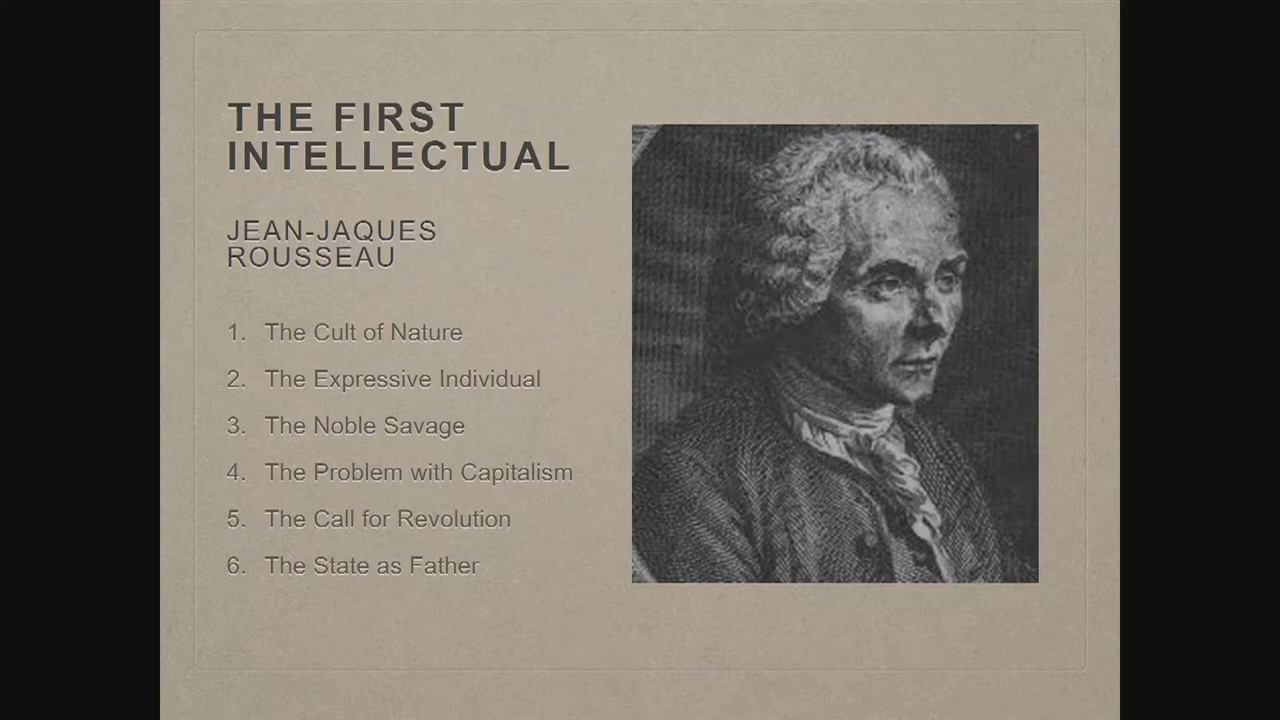 THE FIRST
INTELLECTUAL
JEAN-JAQUES
ROUSSEAU
1. The Cult of Nature
2. The Expressive Individual
3. The Noble Savage
4. The Problem with Capitalism
5. The Call for Revolution
6. The State as Father